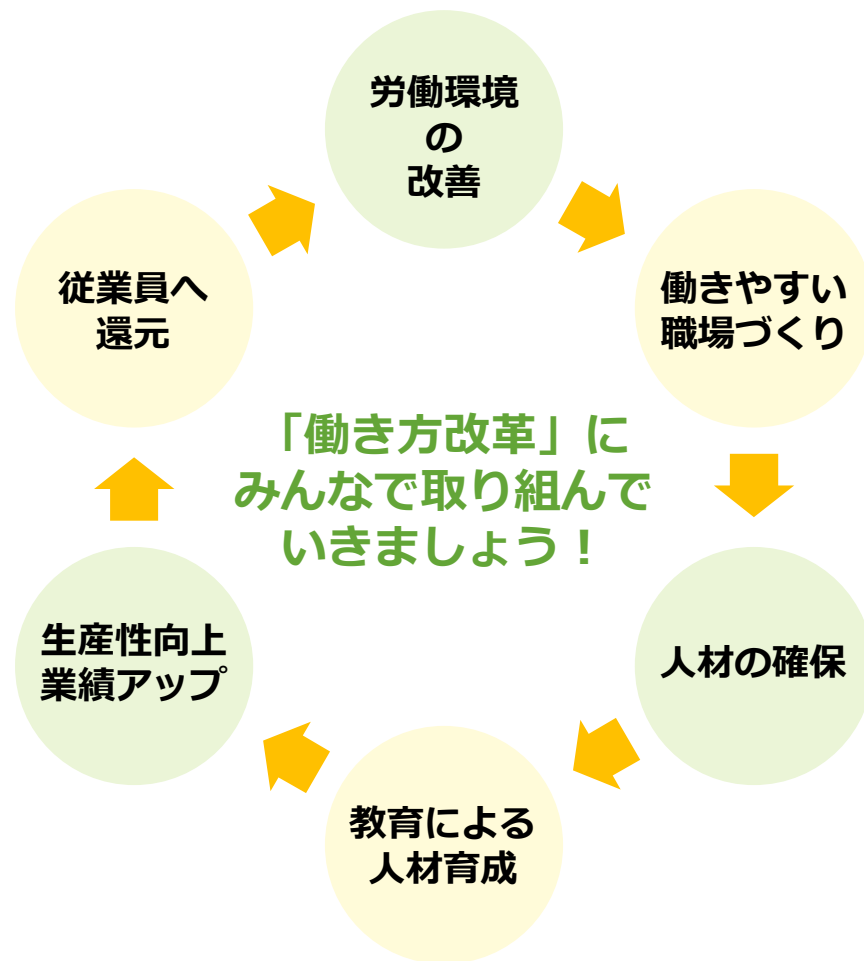 労働環境
の
改善
働きやすい
職場づくり
人材の確保
教育による
人材育成
生産性向上
業績アップ
従業員へ
還元
「働き方改革」に
みんなで取り組んで
いきましょう！